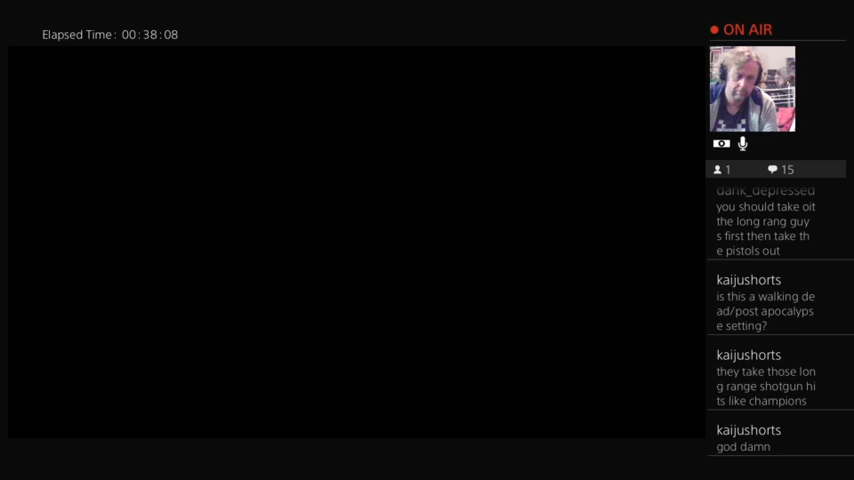 Elapsed Time: 00:38:08
ON AIR
1 15
dank_depressed
you should take oit
the long rang guy
s first then take th
e pistols out
kaijushorts
is this a walking de
ad/post apocalyps
e setting?
kaijushorts
they take those lon
g range shotgun hi
ts like champions
kaijushorts
god damn